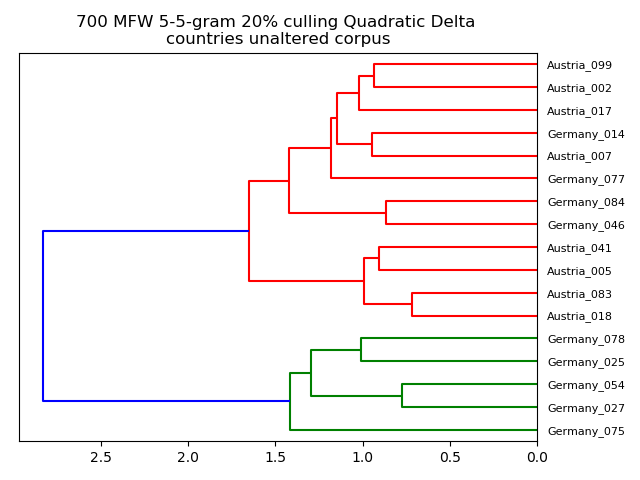 700 MFW 5-5-gram 20% culling Quadratic Delta
countries unaltered corpus
Austria_099
Austria_002
Austria_017
Germany_014
Austria_007
Germany_077
Germany_084
Germany_046
Austria_041
Austria_005
Austria_083
Austria_018
Germany_078
Germany_025
Germany_054
Germany_027
Germany_075
2.5 2.0 1.5 1.0 0.5 0.0